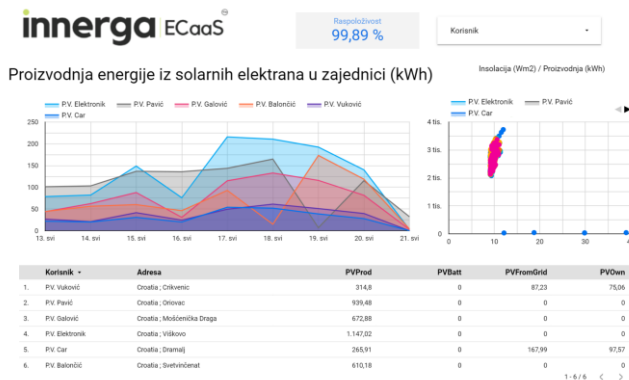 innerga ECaaS®
Raspoloživost
99,89 %
Korisnik
Proizvodnja energije iz solarnih elektrana u zajednici (kWh)
Insolacija (Wm2) / Proizvodnja (kWh)
P.V. Elektronik P.V. Pavić P.V. Galović P.V. Balončić P.V. Vuković
P.V. Car
P.V. Elektronik P.V. Pavić
P.V. Car
250
200
150
100
50
0
13. svi 14. svi 15. svi 16. svi 17. svi 18. svi 19. svi 20. svi 21. svi
4 tis.
3 tis.
2 tis.
1 tis.
0
0 10 20 30
Korisnik Adresa PVProd PVBatt PVFromGrid PVOwn
1. P.V. Vuković Croatia ; Crikvenic 314,8 0 87,23 75,06
2. P.V. Pavić Croatia ; Oriovac 939,48 0 0 0
3. P.V. Galović Croatia ; Mošćenička Draga 672,88 0 0 0
4. P.V. Elektronik Croatia ; Viškovo 1.147,02 0 0 0
5. P.V. Car Croatia ; Dramalj 265,91 0 167,99 97,57
6. P.V. Balončić Croatia ; Svetvinčenat 610,18 0 0 0
1 - 6 / 6